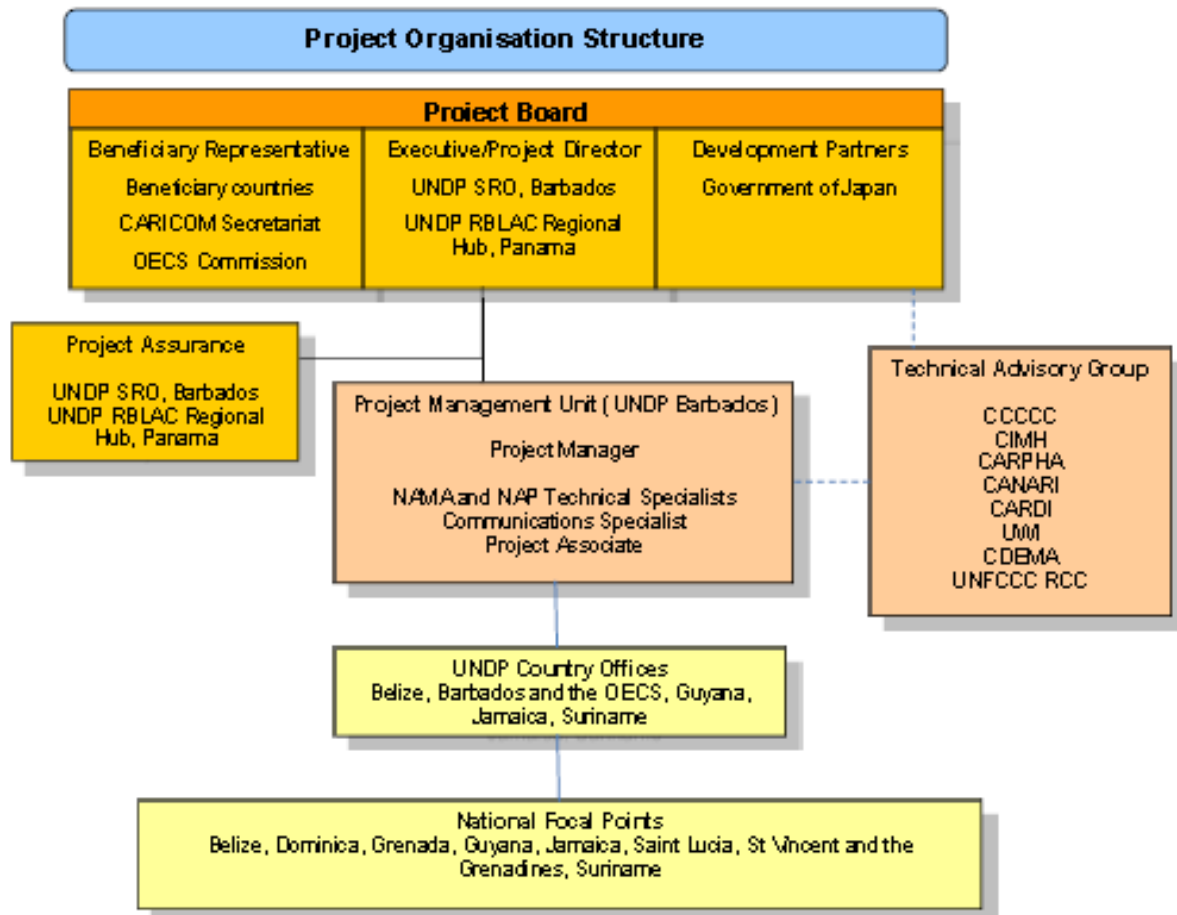 Project Organisation Structure
Project Board
Beneficiary Representative
Beneficiary countries
CARICOM Secretariat
OECS Commission
Executive/Project Director
UNDP SRO, Barbados
UNDP RBLAC Regional
Hub, Panama
Development Partners
Government of Japan
Project Assurance
UNDP SRO, Barbados
UNDP RBLAC Regional
Hub, Panama
Project Management Unit ( UNDP Barbados )
Project Manager
NAMA and NAP Technical Specialists
Communications Specialist
Project Associate
Technical Advisory Group
CCCCC
CIMH
CARPHA
CANARI
CARDI
UWI
CDEMA
UNFCCC RCC
UNDP Country Offices
Belize, Barbados and the OECS, Guyana,
Jamaica, Suriname
National Focal Points
Belize, Dominica, Grenada, Guyana, Jamaica, Saint Lucia, St Vincent and the
Grenadines, Suriname